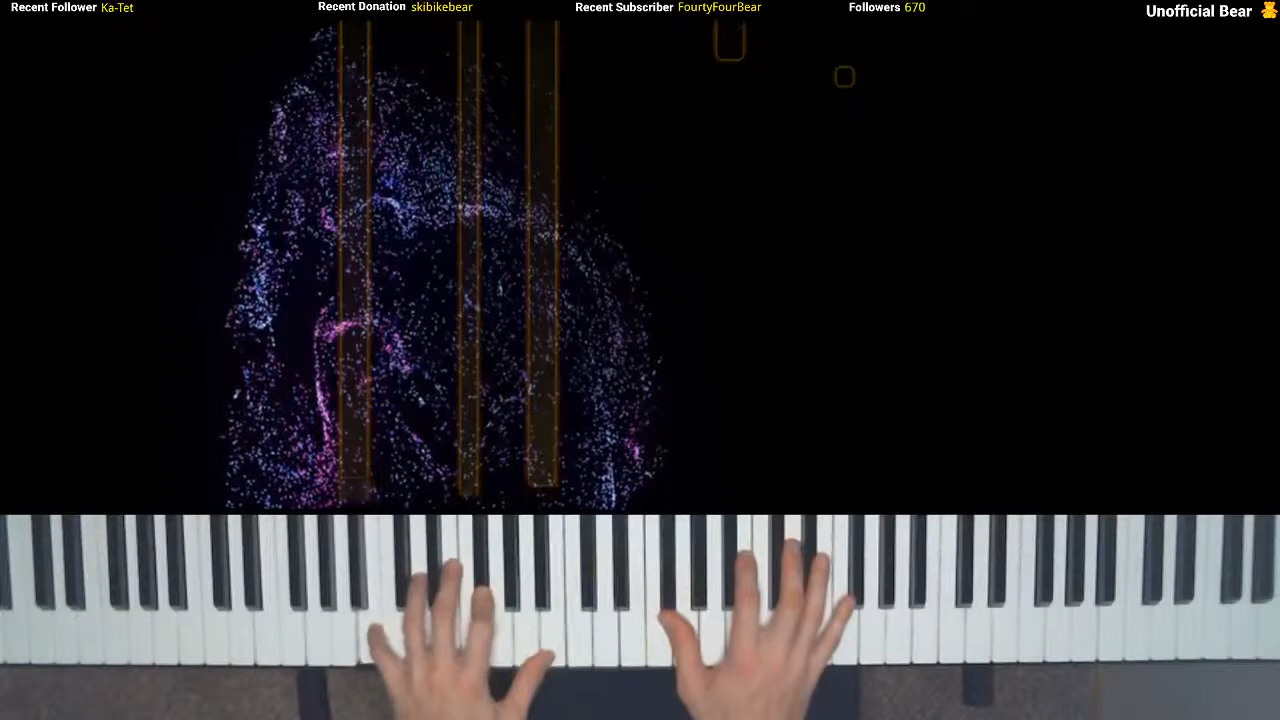 Recent Follower Ka-Tet
Recent Donation skibikebear
Recent Subscriber FourtyFourBear
Followers 670
Unofficial Bear